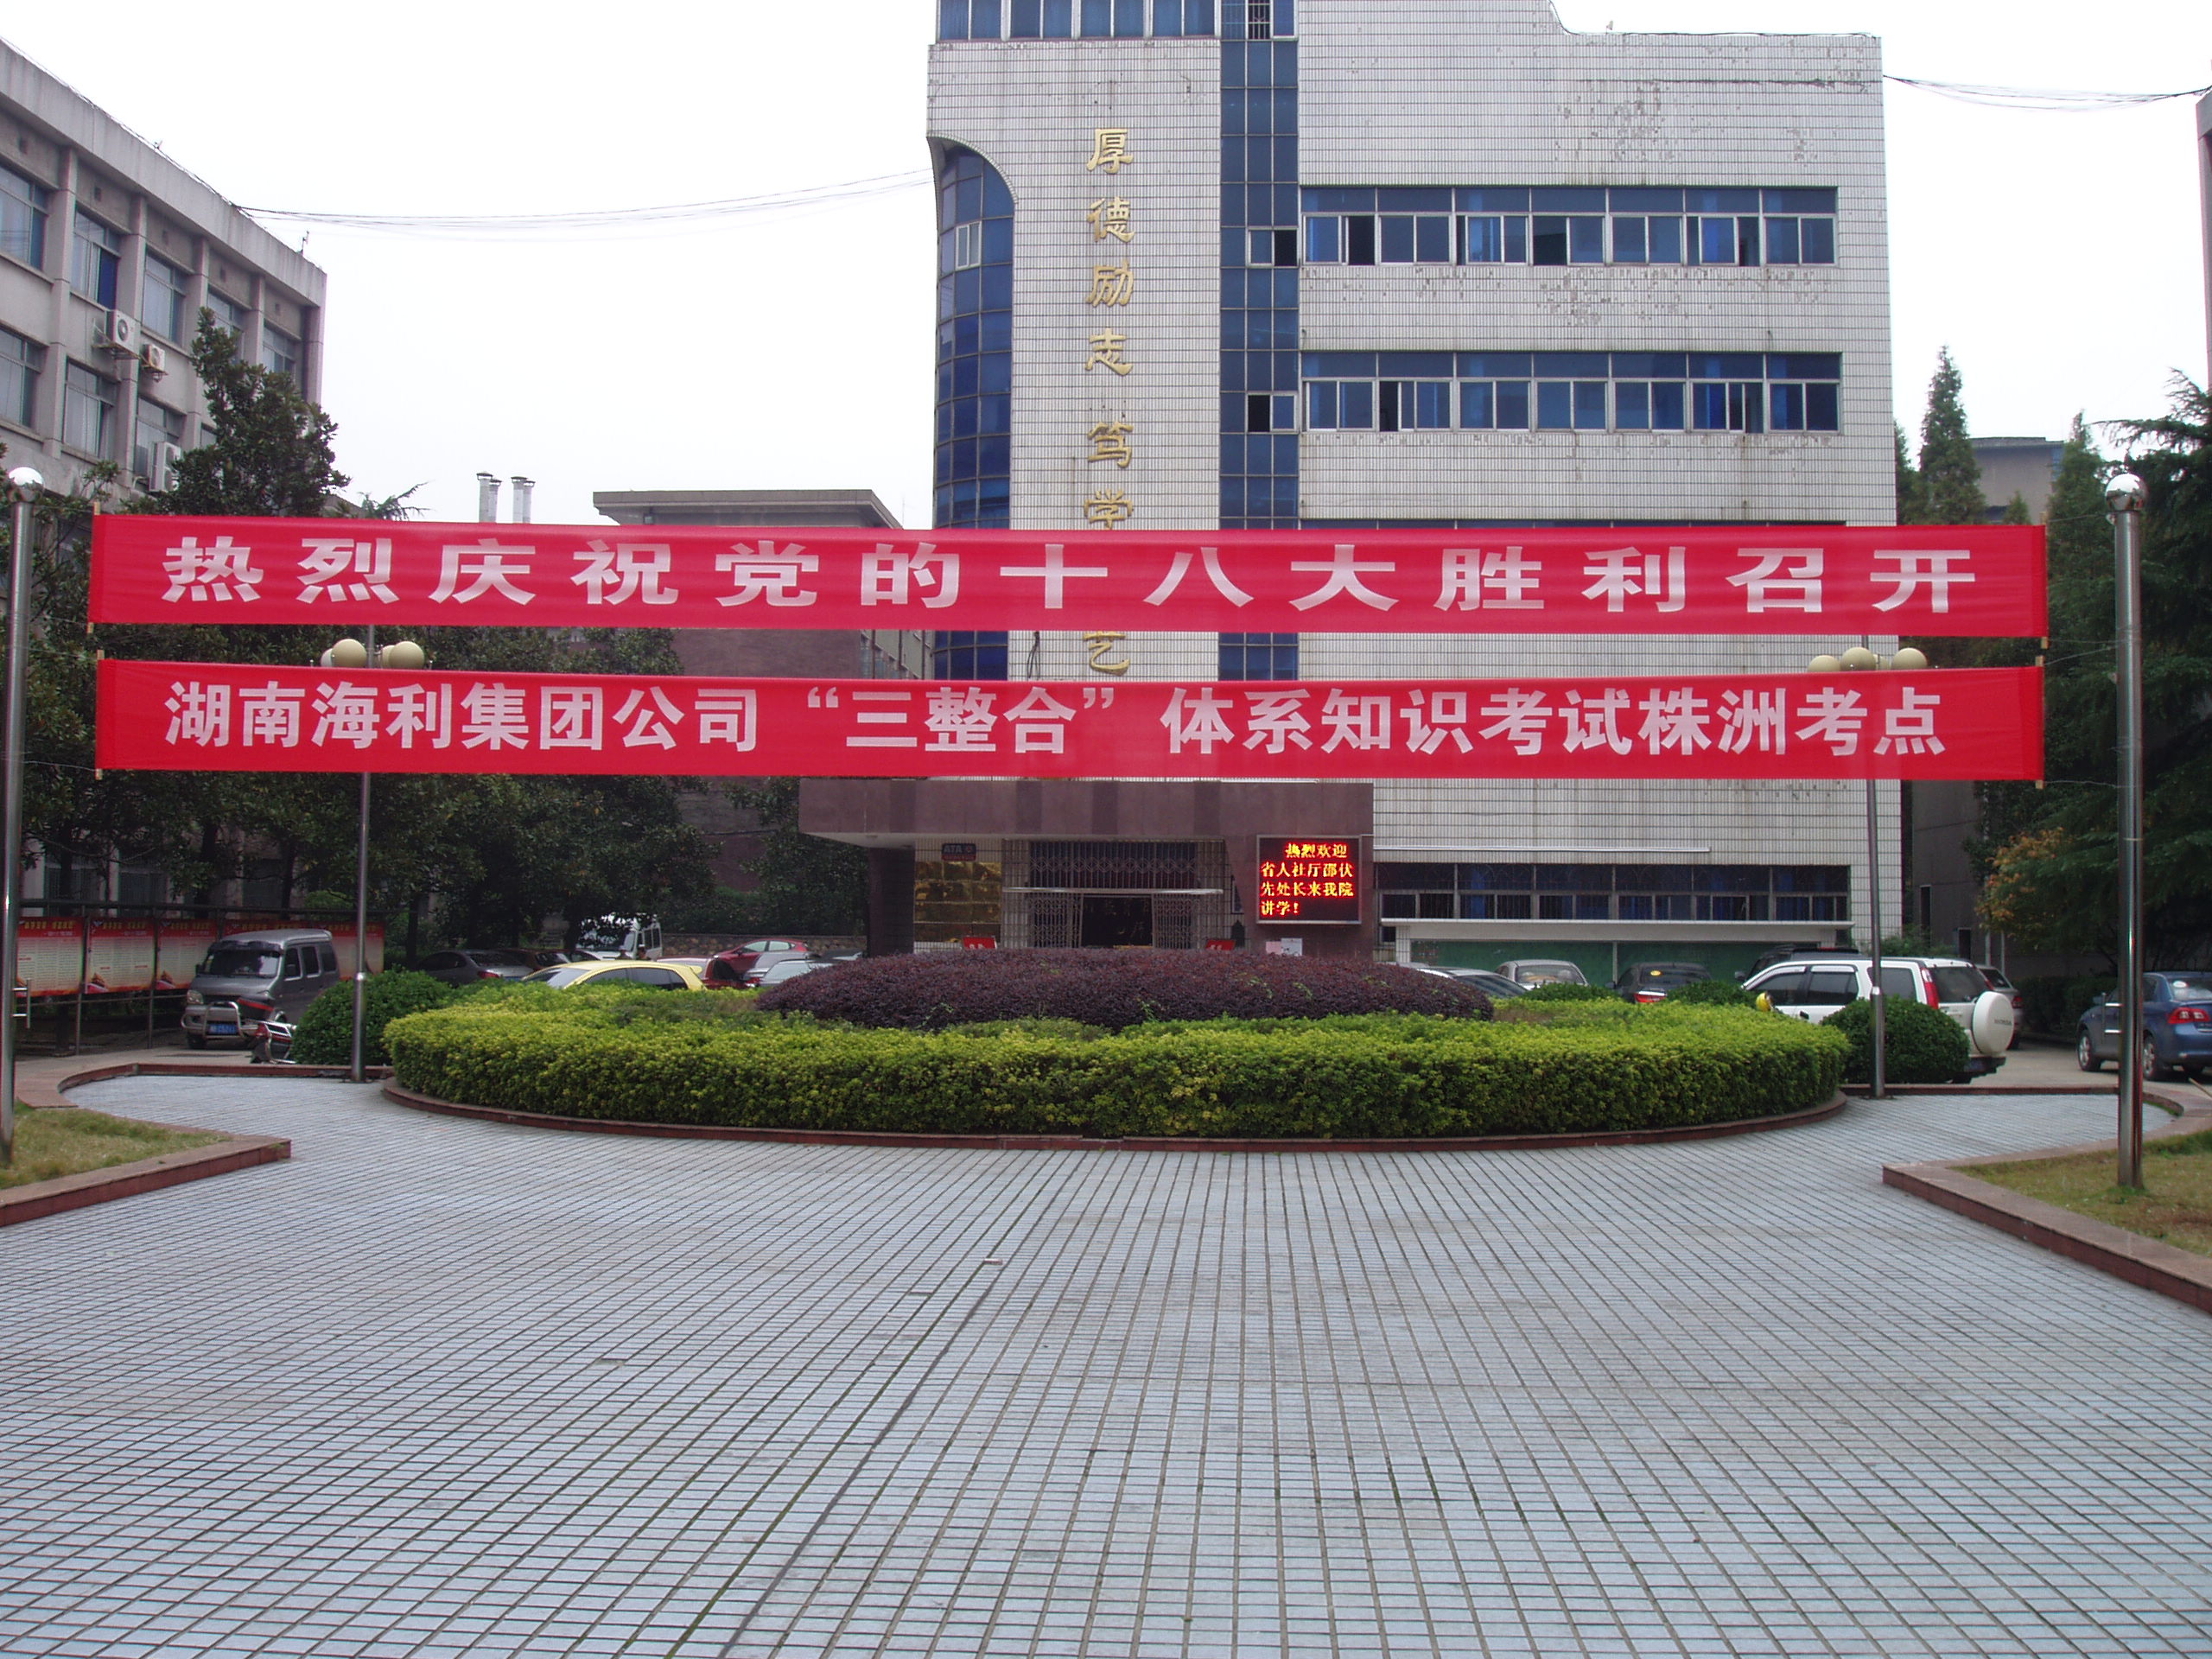 厚德励志 笃学
艺
热烈庆祝党的十八大胜利召开
湖南海利集团公司“三整合”体系知识考试株洲考点
热烈欢迎
省人社厅邵伏
先处长来我院
讲学！